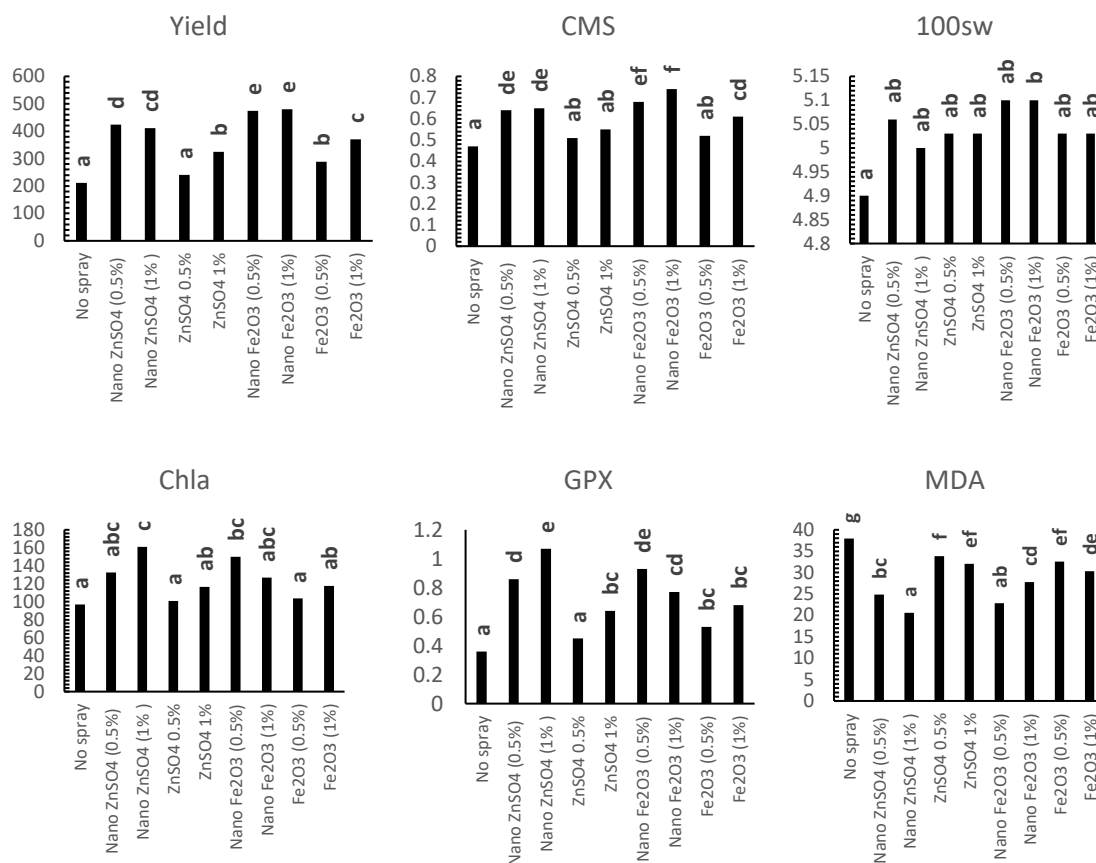 Yield
600
500
400
300
200
100
0
a
d
cd
a
b
e
e
b
c
No spray
Nano ZnSO4 (0.5%)
Nano ZnSO4 (1% )
ZnSO4 0.5%
ZnSO4 1%
Nano Fe2O3 (0.5%)
Nano Fe2O3 (1%)
Fe2O3 (0.5%)
Fe2O3 (1%)
CMS
0.8
0.7
0.6
0.5
0.4
0.3
0.2
0.1
0
a
de
de
ab
ab
ef
f
ab
cd
No spray
Nano ZnSO4 (0.5%)
Nano ZnSO4 (1% )
ZnSO4 0.5%
ZnSO4 1%
Nano Fe2O3 (0.5%)
Nano Fe2O3 (1%)
Fe2O3 (0.5%)
Fe2O3 (1%)
100sw
5.15
5.1
5.05
5
4.95
4.9
4.85
4.8
a
ab
ab
ab
ab
ab
b
ab
ab
No spray
Nano ZnSO4 (0.5%)
Nano ZnSO4 (1% )
ZnSO4 0.5%
ZnSO4 1%
Nano Fe2O3 (0.5%)
Nano Fe2O3 (1%)
Fe2O3 (0.5%)
Fe2O3 (1%)
Chla
180
160
140
120
100
80
60
40
20
0
a
abc
c
a
ab
bc
abc
a
ab
No spray
Nano ZnSO4 (0.5%)
Nano ZnSO4 (1% )
ZnSO4 0.5%
ZnSO4 1%
Nano Fe2O3 (0.5%)
Nano Fe2O3 (1%)
Fe2O3 (0.5%)
Fe2O3 (1%)
GPX
1.2
1
0.8
0.6
0.4
0.2
0
a
d
e
a
bc
de
cd
bc
bc
No spray
Nano ZnSO4 (0.5%)
Nano ZnSO4 (1% )
ZnSO4 0.5%
ZnSO4 1%
Nano Fe2O3 (0.5%)
Nano Fe2O3 (1%)
Fe2O3 (0.5%)
Fe2O3 (1%)
MDA
40
35
30
25
20
15
10
5
0
g
bc
a
f
ef
ab
cd
ef
de
No spray
Nano ZnSO4 (0.5%)
Nano ZnSO4 (1% )
ZnSO4 0.5%
ZnSO4 1%
Nano Fe2O3 (0.5%)
Nano Fe2O3 (1%)
Fe2O3 (0.5%)
Fe2O3 (1%)